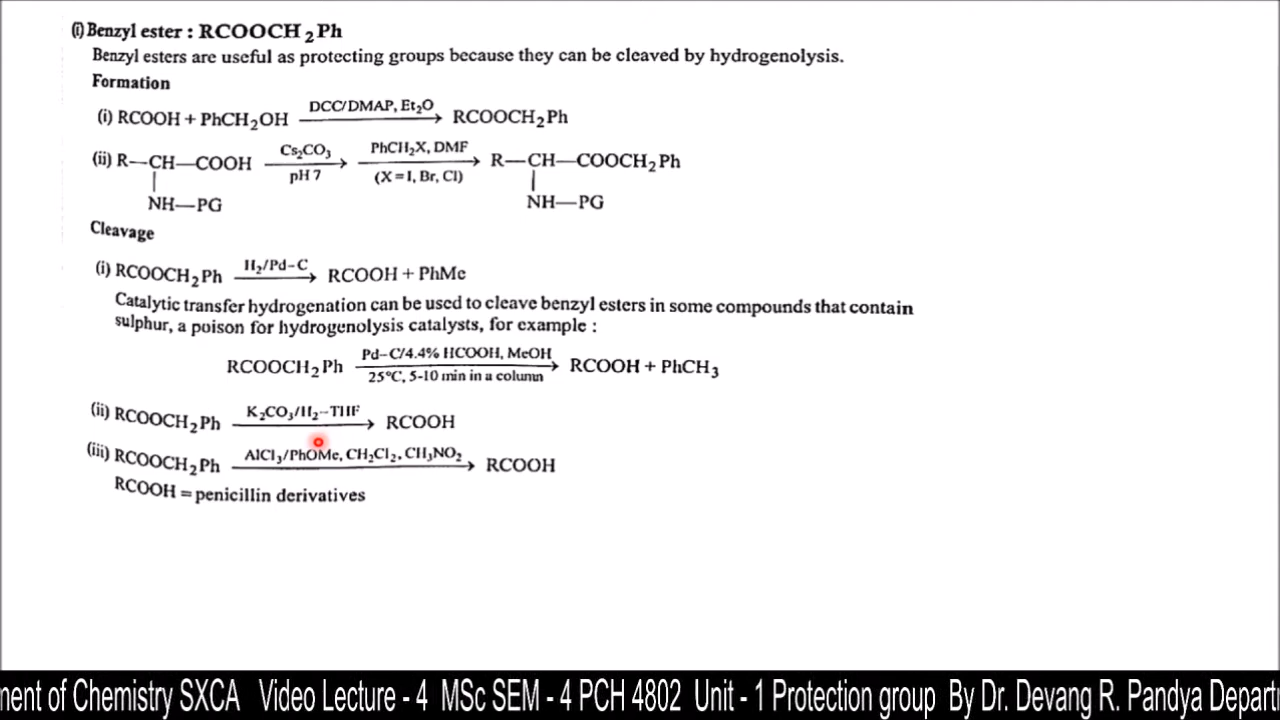 (i) Benzyl ester : RCOOCH₂Ph
Benzyl esters are useful as protecting groups because they can be cleaved by hydrogenolysis.
Formation
(i) RCOOH + PhCH₂OH DCC/DMAP, Et₂O → RCOOCH₂Ph
(ii) R—CH—COOH Cs₂CO₃ pH 7 → PhCH₂X, DMF (X = I, Br, Cl) → R—CH—COOCH₂Ph
NH—PG NH—PG
Cleavage
(i) RCOOCH₂Ph H₂/Pd–C → RCOOH + PhMe
Catalytic transfer hydrogenation can be used to cleave benzyl esters in some compounds that contain
sulphur, a poison for hydrogenolysis catalysts, for example :
RCOOCH₂Ph Pd–C/4.4% HCOOH, MeOH 25°C, 5-10 min in a column → RCOOH + PhCH₃
(ii) RCOOCH₂Ph K₂CO₃/H₂–THF → RCOOH
(iii) RCOOCH₂Ph AlCl₃/PhOMe, CH₂Cl₂, CH₃NO₂ → RCOOH
RCOOH = penicillin derivatives
ment of Chemistry SXCA Video Lecture - 4 MSc SEM - 4 PCH 4802 Unit - 1 Protection group By Dr. Devang R. Pandya Depart